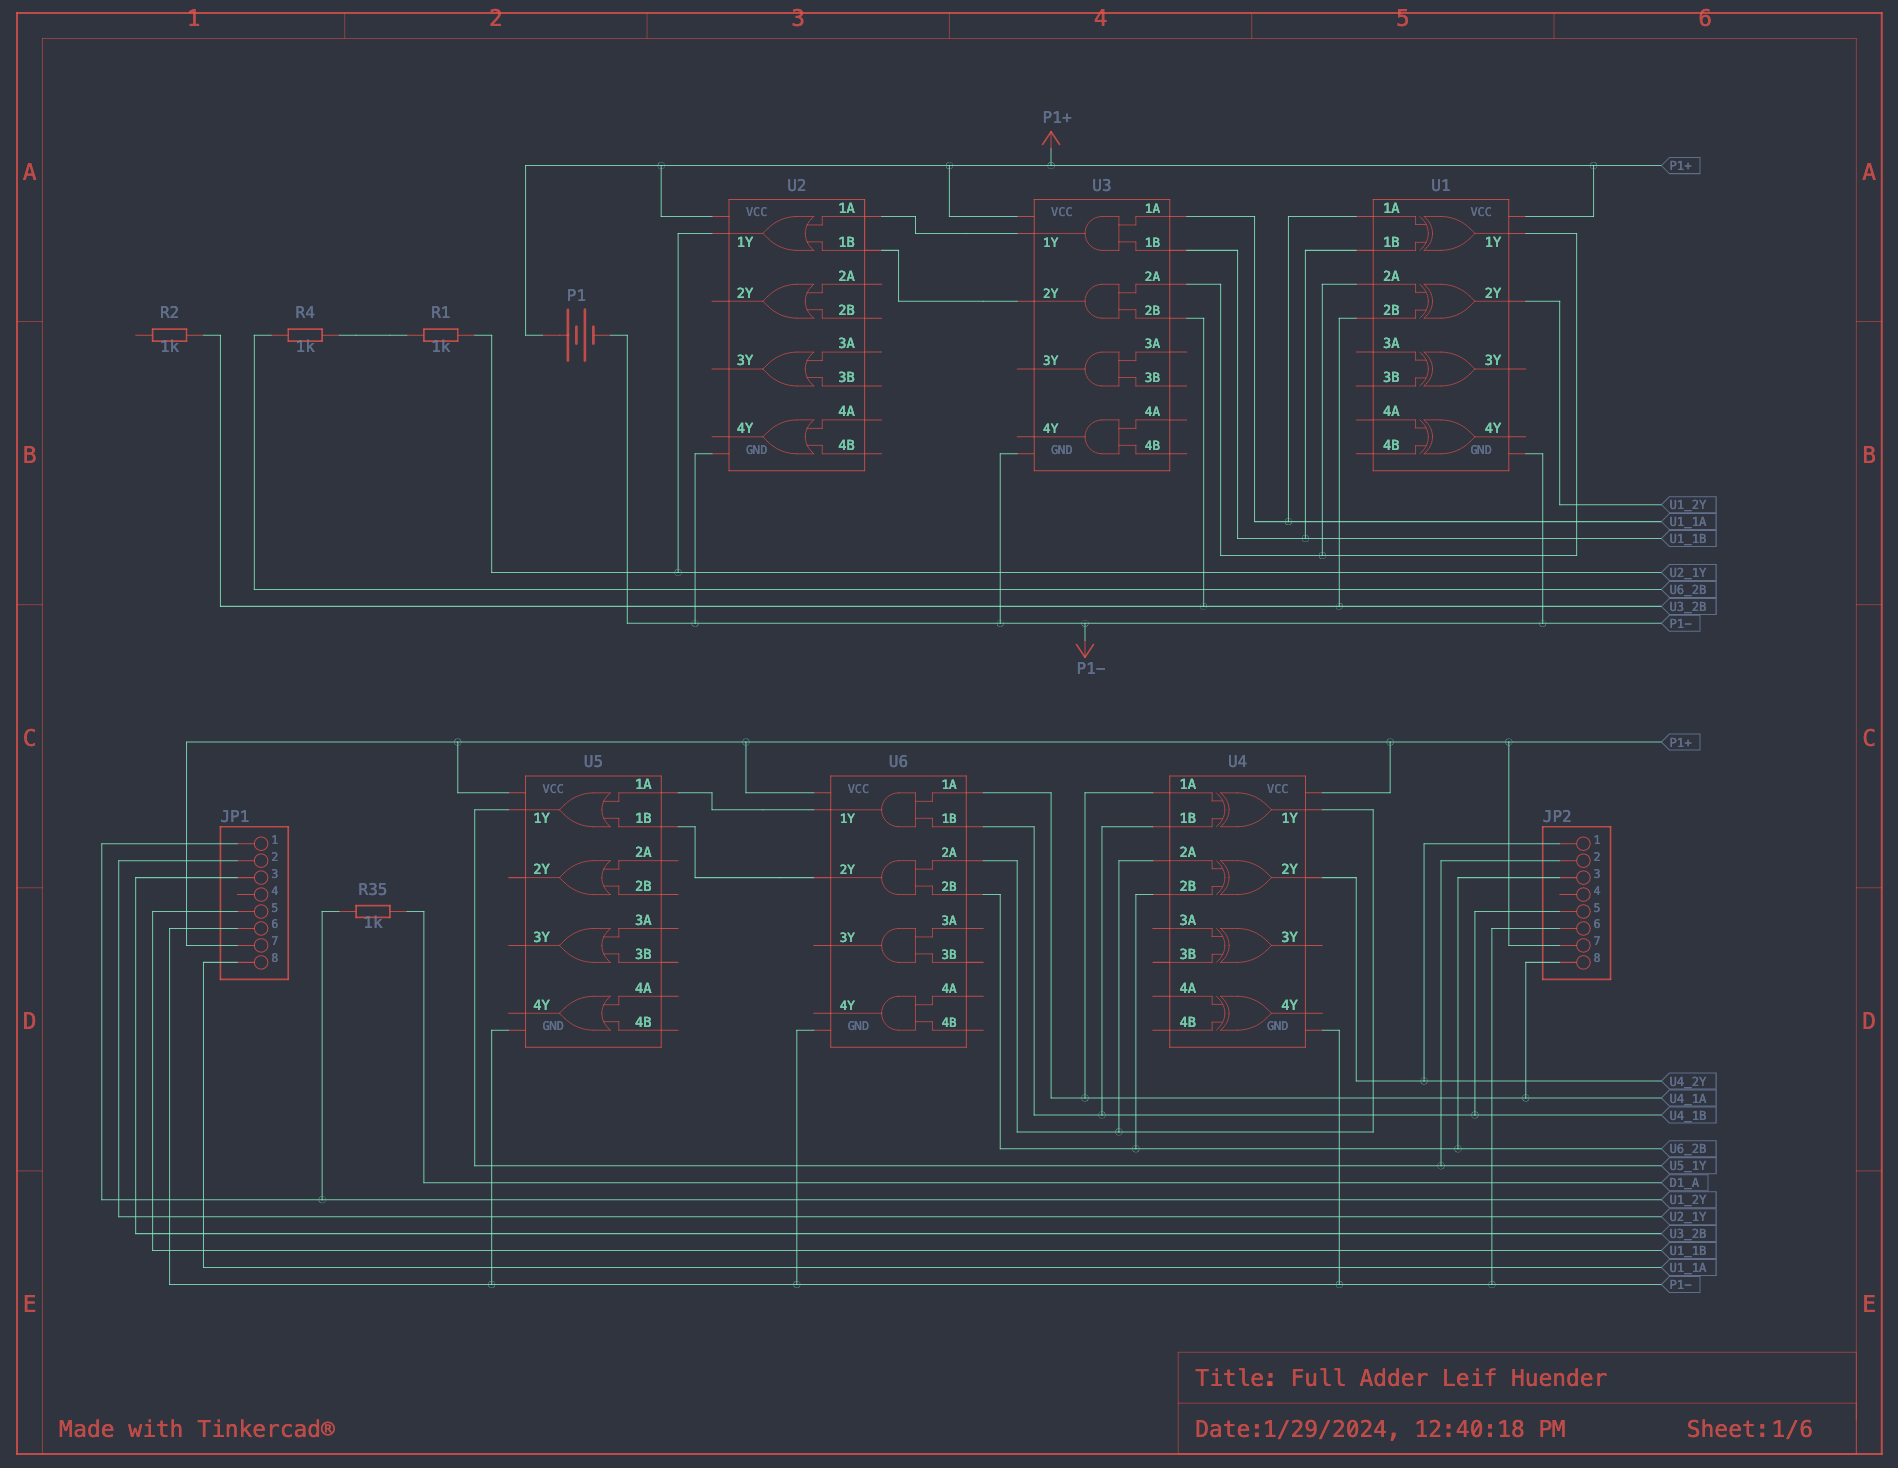 1 2 3 4 5 6
P1+
A P1+ A
U2 U3 U1
VCC 1A VCC 1A 1A VCC
1Y 1B 1Y 1B 1B 1Y
2A 2A 2A
2Y 2Y 2Y
2B 2B 2B
R2 R4 R1 P1
1k 1k 1k
3A 3A 3A
3Y 3Y 3Y
3B 3B 3B
4A 4A 4A
4Y 4Y 4Y
GND 4B GND 4B 4B GND
B B
U1_2Y
U1_1A
U1_1B
U2_1Y
U6_2B
U3_2B
P1-
P1-
C P1+ C
U5 U6 U4
VCC 1A VCC 1A 1A VCC
1Y 1B 1Y 1B 1B 1Y
2A 2A 2A
2Y 2Y 2Y
2B 2B 2B
3A 3A 3A
3Y 3Y 3Y
3B 3B 3B
4A 4A 4A
4Y 4Y 4Y
GND 4B GND 4B 4B GND
JP1 JP2
1 1
2 2
3 3
4 4
5 5
6 6
7 7
8 8
R35
1k
D D
U4_2Y
U4_1A
U4_1B
U6_2B
U5_1Y
D1_A
U1_2Y
U2_1Y
U3_2B
U1_1B
U1_1A
P1-
E E
Title: Full Adder Leif Huender
Made with Tinkercad®
Date:1/29/2024, 12:40:18 PM Sheet:1/6